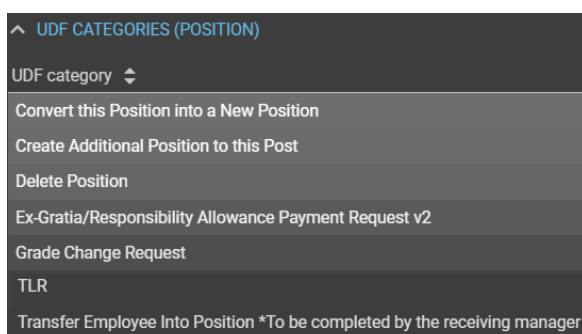 UDF CATEGORIES (POSITION)
UDF category
Convert this Position into a New Position
Create Additional Position to this Post
Delete Position
Ex-Gratia/Responsibility Allowance Payment Request v2
Grade Change Request
TLR
Transfer Employee Into Position *To be completed by the receiving manager